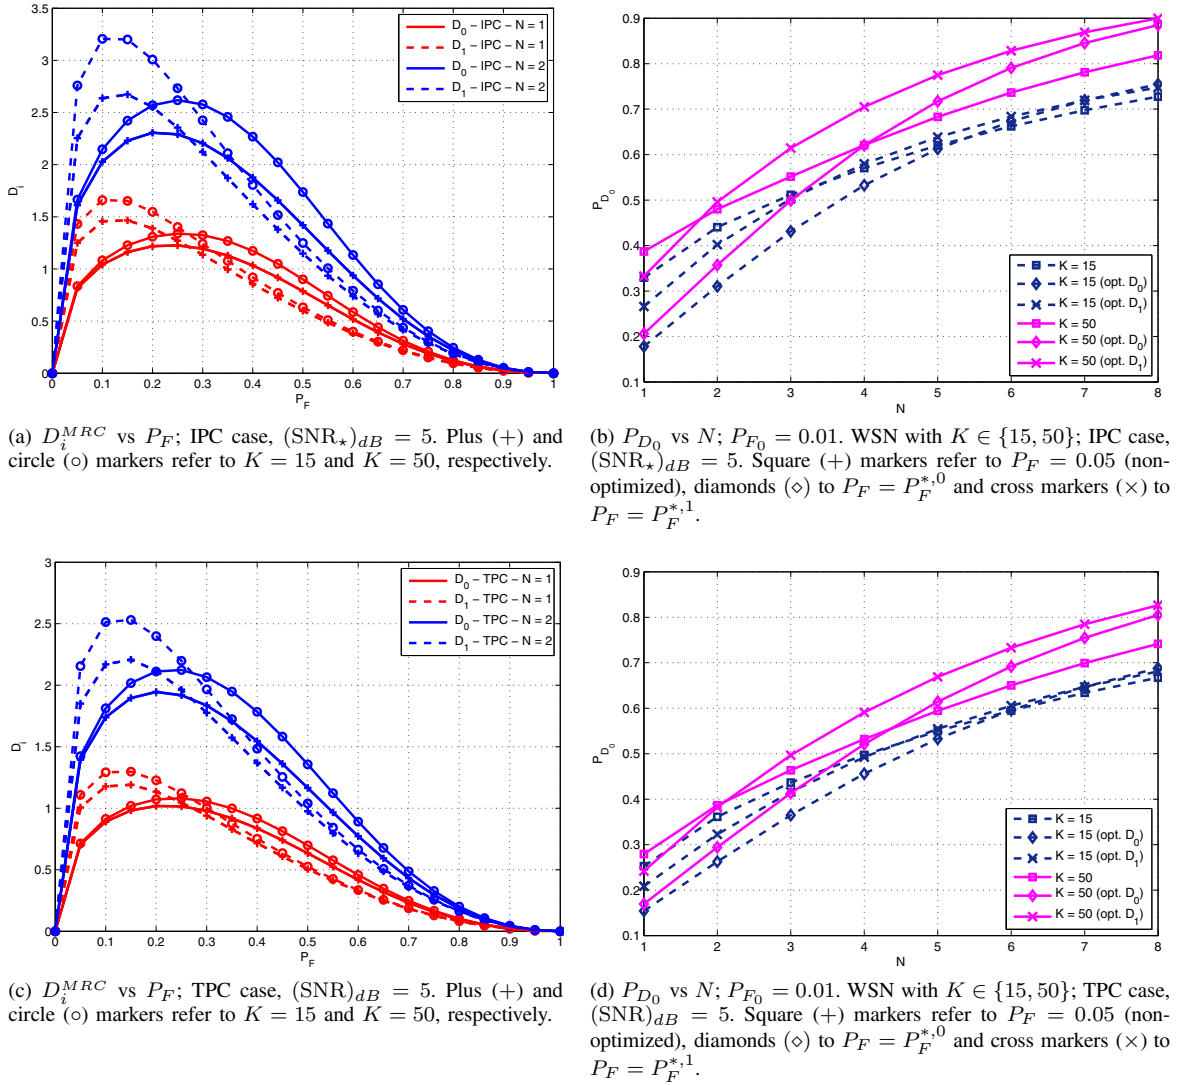 3.5
3
2.5
2
1.5
1
0.5
0
D_i
0 0.1 0.2 0.3 0.4 0.5 0.6 0.7 0.8 0.9 1
P_F
D_0 − IPC − N = 1
D_1 − IPC − N = 1
D_0 − IPC − N = 2
D_1 − IPC − N = 2
(a) D_i^{MRC} vs P_F; IPC case, (SNR_⋆)_{dB} = 5. Plus (+) and
circle (○) markers refer to K = 15 and K = 50, respectively.
0.9
0.8
0.7
0.6
0.5
0.4
0.3
0.2
0.1
P_{D_0}
1 2 3 4 5 6 7 8
N
K = 15
K = 15 (opt. D_0)
K = 15 (opt. D_1)
K = 50
K = 50 (opt. D_0)
K = 50 (opt. D_1)
(b) P_{D_0} vs N; P_{F_0} = 0.01. WSN with K ∈ {15, 50}; IPC case,
(SNR_⋆)_{dB} = 5. Square (+) markers refer to P_F = 0.05 (non-
optimized), diamonds (⋄) to P_F = P_F^{*,0} and cross markers (×) to
P_F = P_F^{*,1}.
3
2.5
2
1.5
1
0.5
0
D_i
0 0.1 0.2 0.3 0.4 0.5 0.6 0.7 0.8 0.9 1
P_F
D_0 − TPC − N = 1
D_1 − TPC − N = 1
D_0 − TPC − N = 2
D_1 − TPC − N = 2
(c) D_i^{MRC} vs P_F; TPC case, (SNR)_{dB} = 5. Plus (+) and
circle (○) markers refer to K = 15 and K = 50, respectively.
0.9
0.8
0.7
0.6
0.5
0.4
0.3
0.2
0.1
P_{D_0}
1 2 3 4 5 6 7 8
N
K = 15
K = 15 (opt. D_0)
K = 15 (opt. D_1)
K = 50
K = 50 (opt. D_0)
K = 50 (opt. D_1)
(d) P_{D_0} vs N; P_{F_0} = 0.01. WSN with K ∈ {15, 50}; TPC case,
(SNR)_{dB} = 5. Square (+) markers refer to P_F = 0.05 (non-
optimized), diamonds (⋄) to P_F = P_F^{*,0} and cross markers (×) to
P_F = P_F^{*,1}.